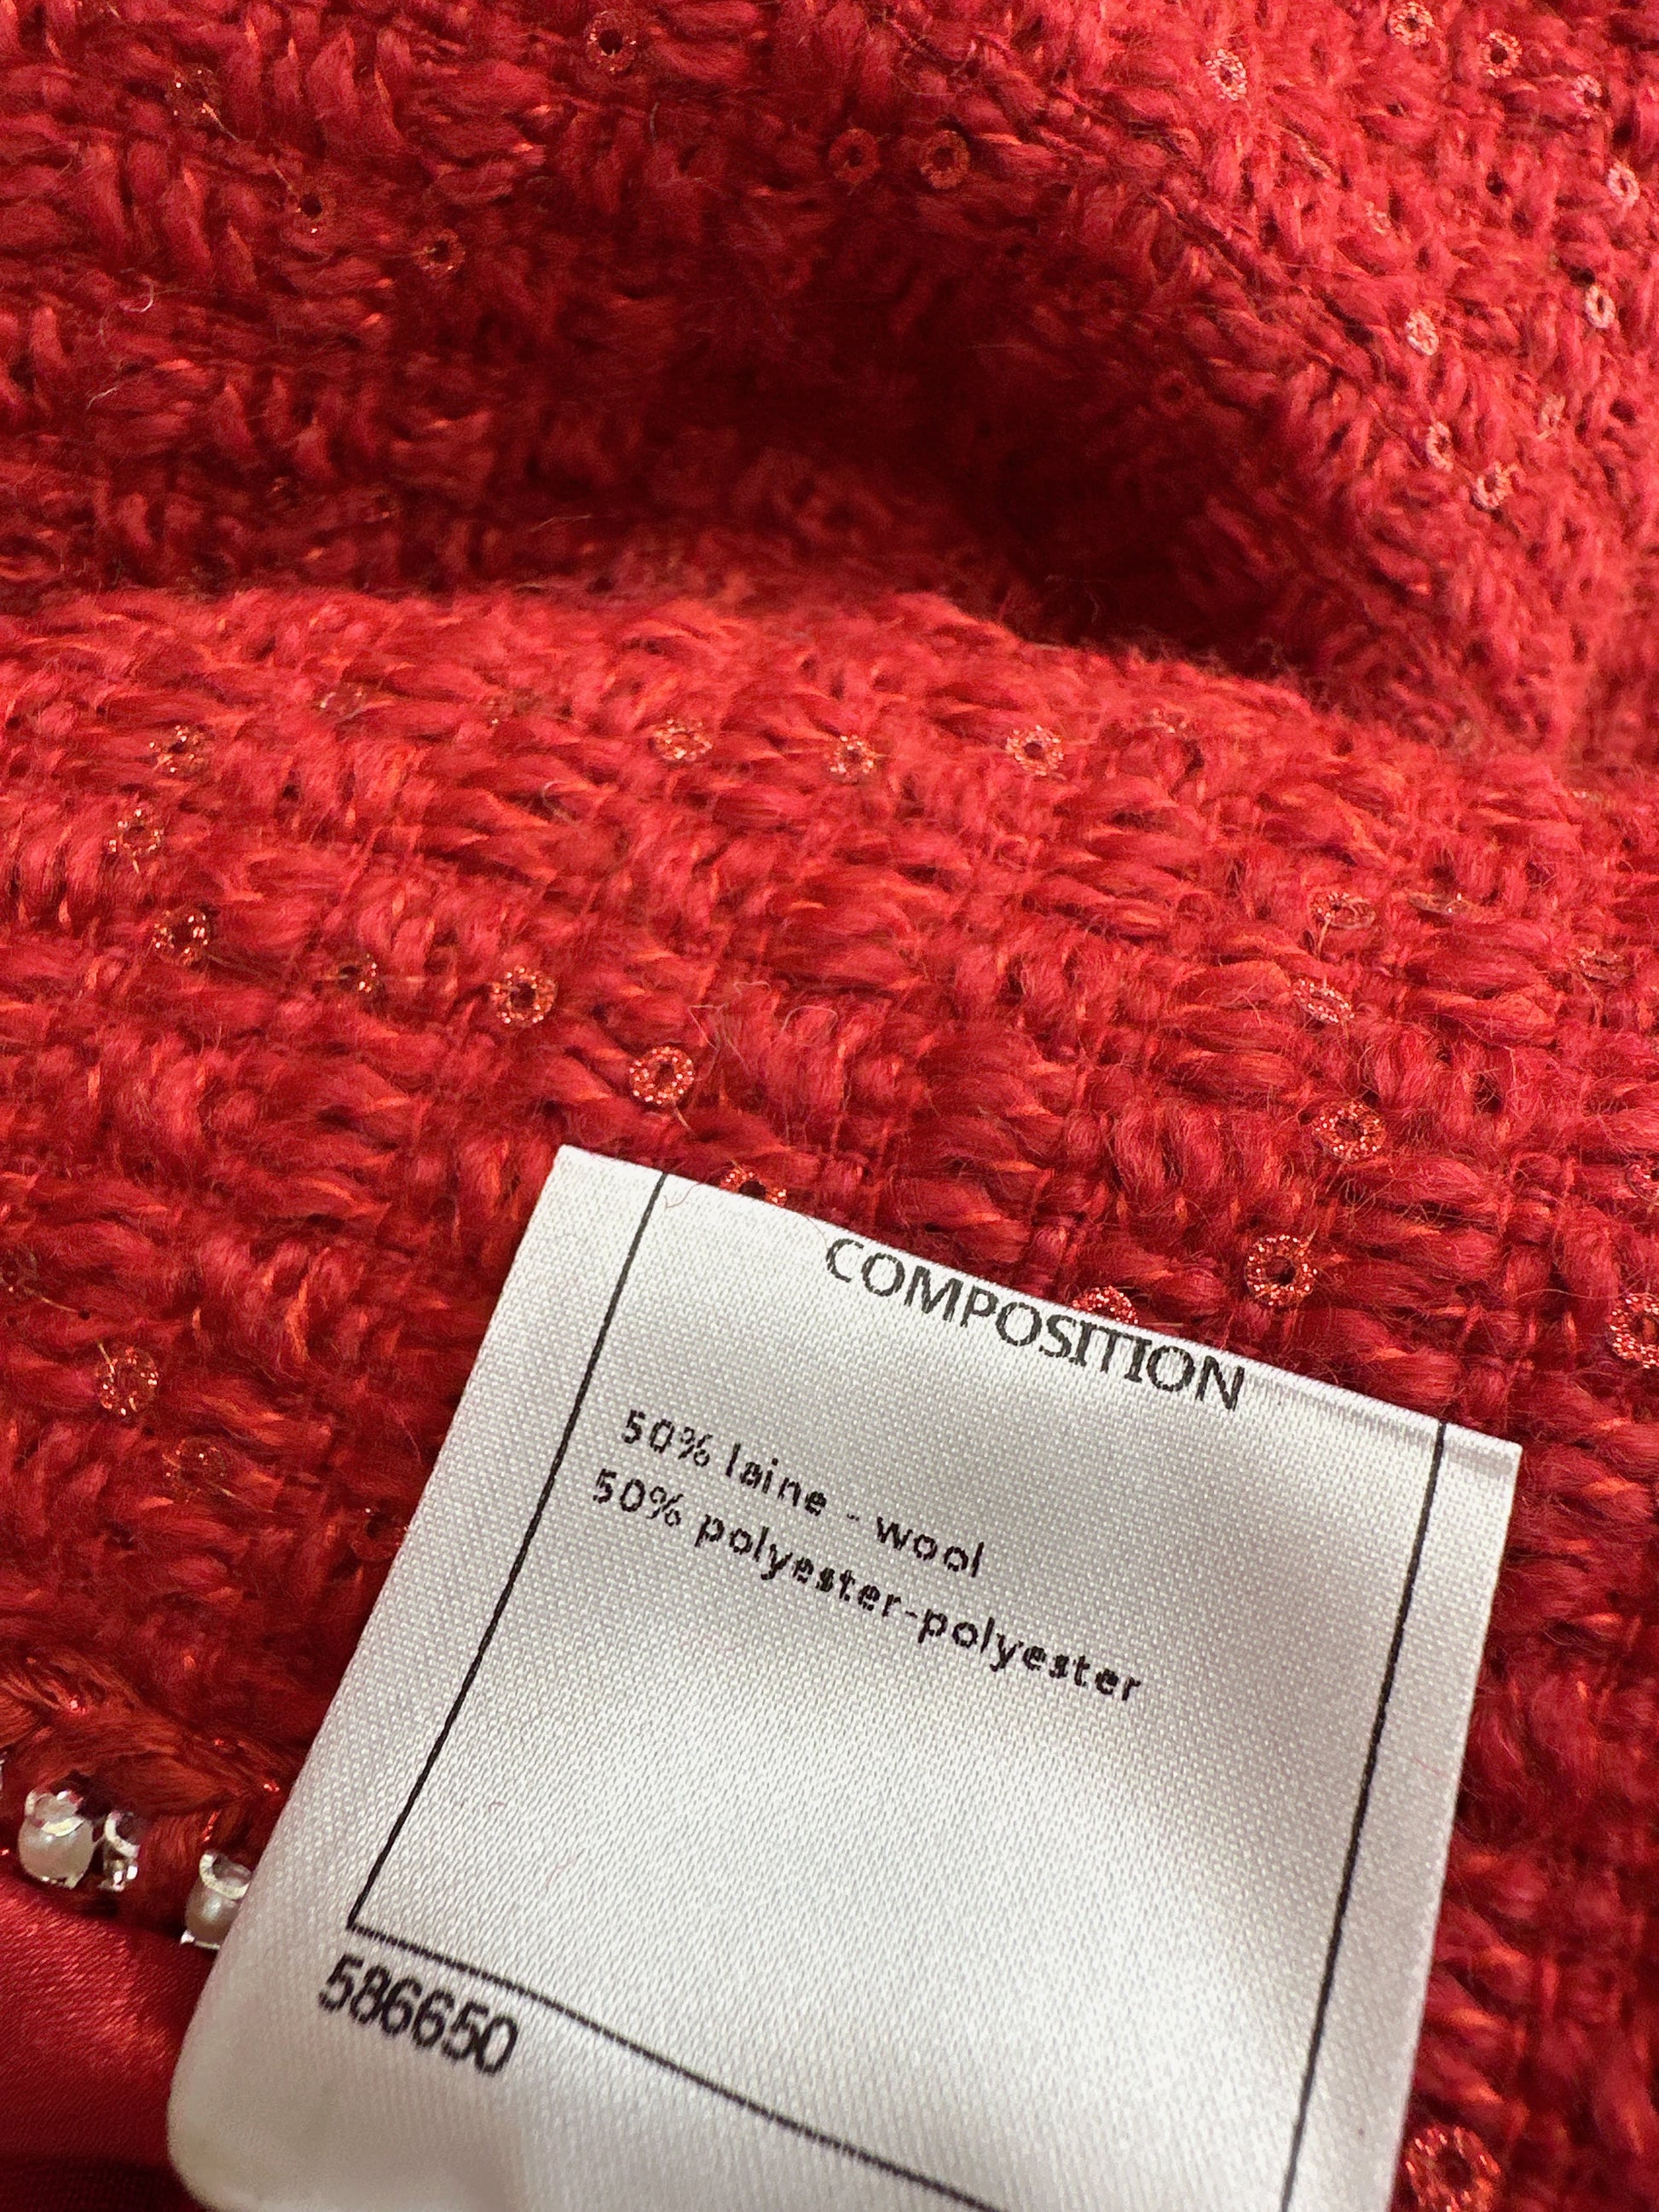 COMPOSITION
50% laine - wool
50% polyester-polyester
586650